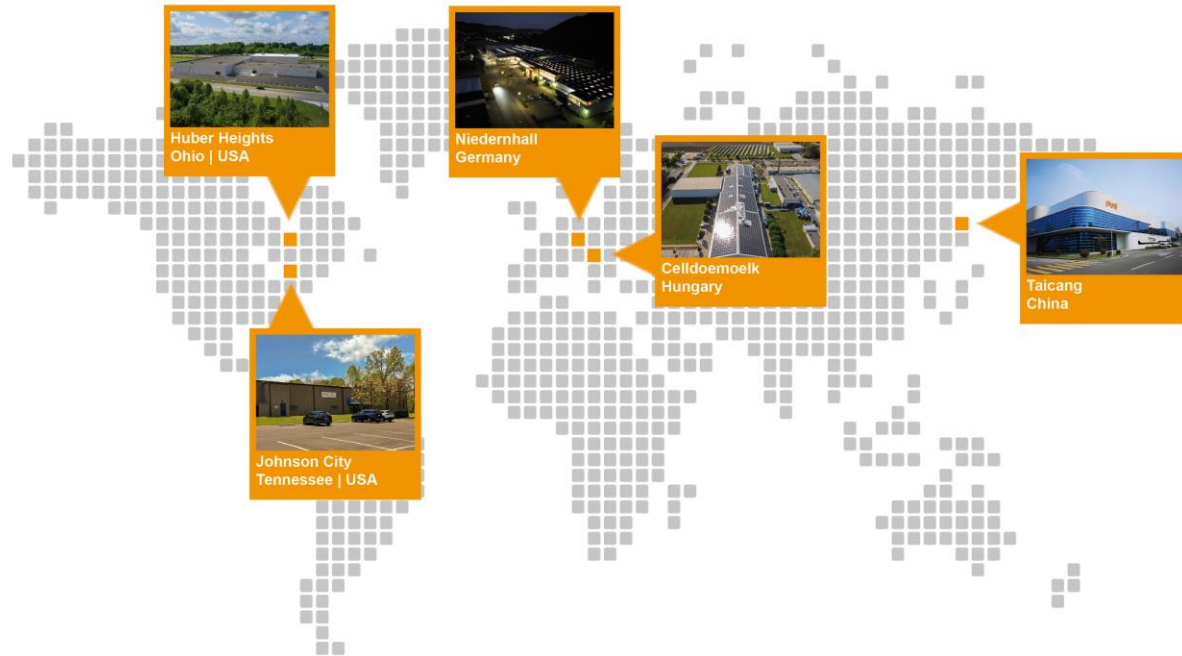 Huber Heights
Ohio | USA
Niedernhall
Germany
Celldoemoelk
Hungary
Taicang
China
Johnson City
Tennessee | USA